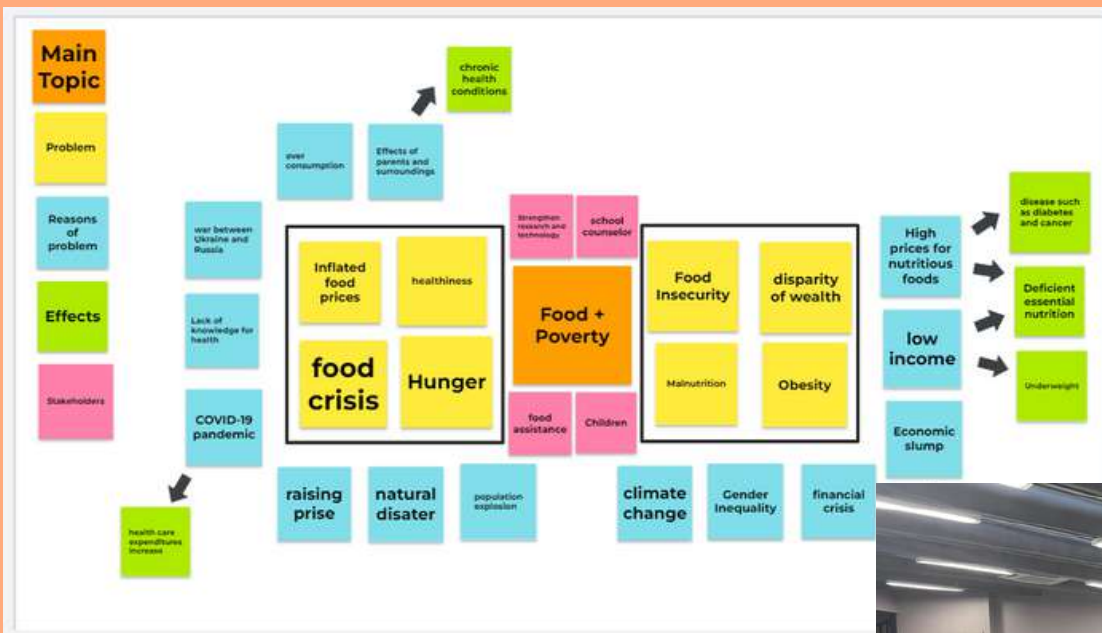 Main
Topic
Problem
Reasons
of
problem
Effects
Stakeholders
chronic
health
conditions
over
consumption
Effects of
parents and
surroundings
war between
Ukraine and
Russia
Lack of
knowledge for
health
COVID-19
pandemic
health care
expenditures
increase
Inflated
food
prices
healthiness
food
crisis
Hunger
Strengthen
research and
technology
school
counselor
Food +
Poverty
food
assistance
Children
Food
Insecurity
disparity
of wealth
Malnutrition
Obesity
High
prices for
nutritious
foods
low
income
Economic
slump
disease such
as diabetes
and cancer
Deficient
essential
nutrition
Underweight
raising
prise
natural
disater
population
explosion
climate
change
Gender
Inequality
financial
crisis